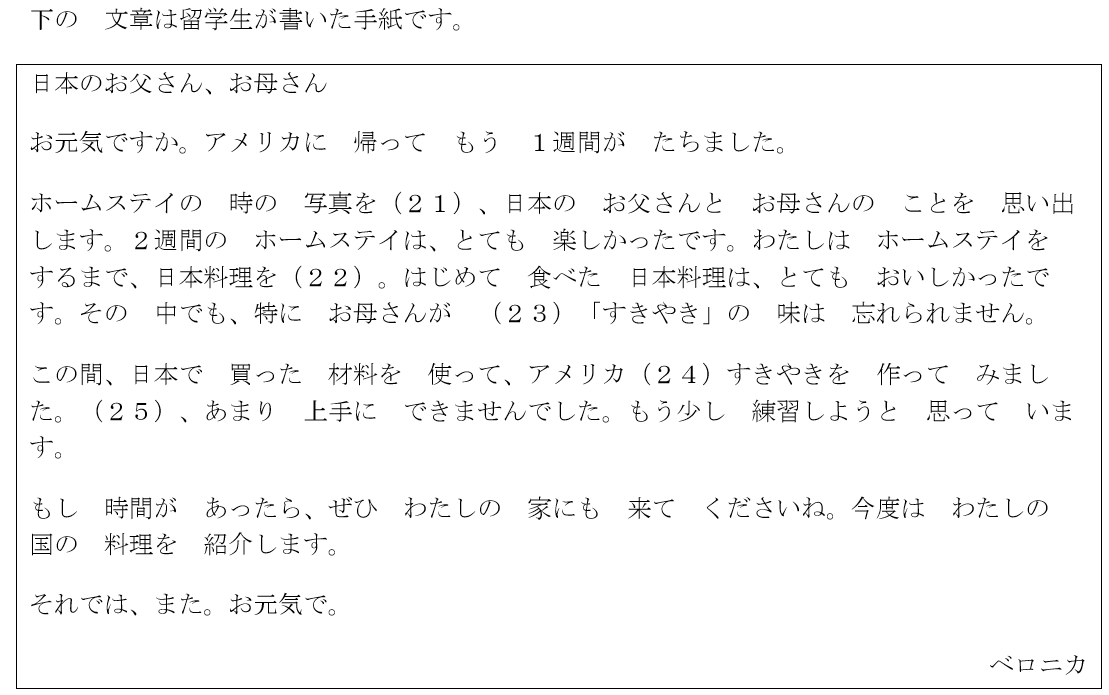 下の　文章は留学生が書いた手紙です。
日本のお父さん、お母さん
お元気ですか。アメリカに　帰って　もう　１週間が　たちました。
ホームステイの　時の　写真を（２１）、日本の　お父さんと　お母さんの　ことを　思い出
します。２週間の　ホームステイは、とても　楽しかったです。わたしは　ホームステイを
するまで、日本料理を（２２）。はじめて　食べた　日本料理は、とても　おいしかったで
す。その　中でも、特に　お母さんが　（２３）「すきやき」の　味は　忘れられません。
この間、日本で　買った　材料を　使って、アメリカ（２４）すきやきを　作って　みまし
た。（２５）、あまり　上手に　できませんでした。もう少し　練習しようと　思って　いま
す。
もし　時間が　あったら、ぜひ　わたしの　家にも　来て　くださいね。今度は　わたしの
国の　料理を　紹介します。
それでは、また。お元気で。
ベロニカ